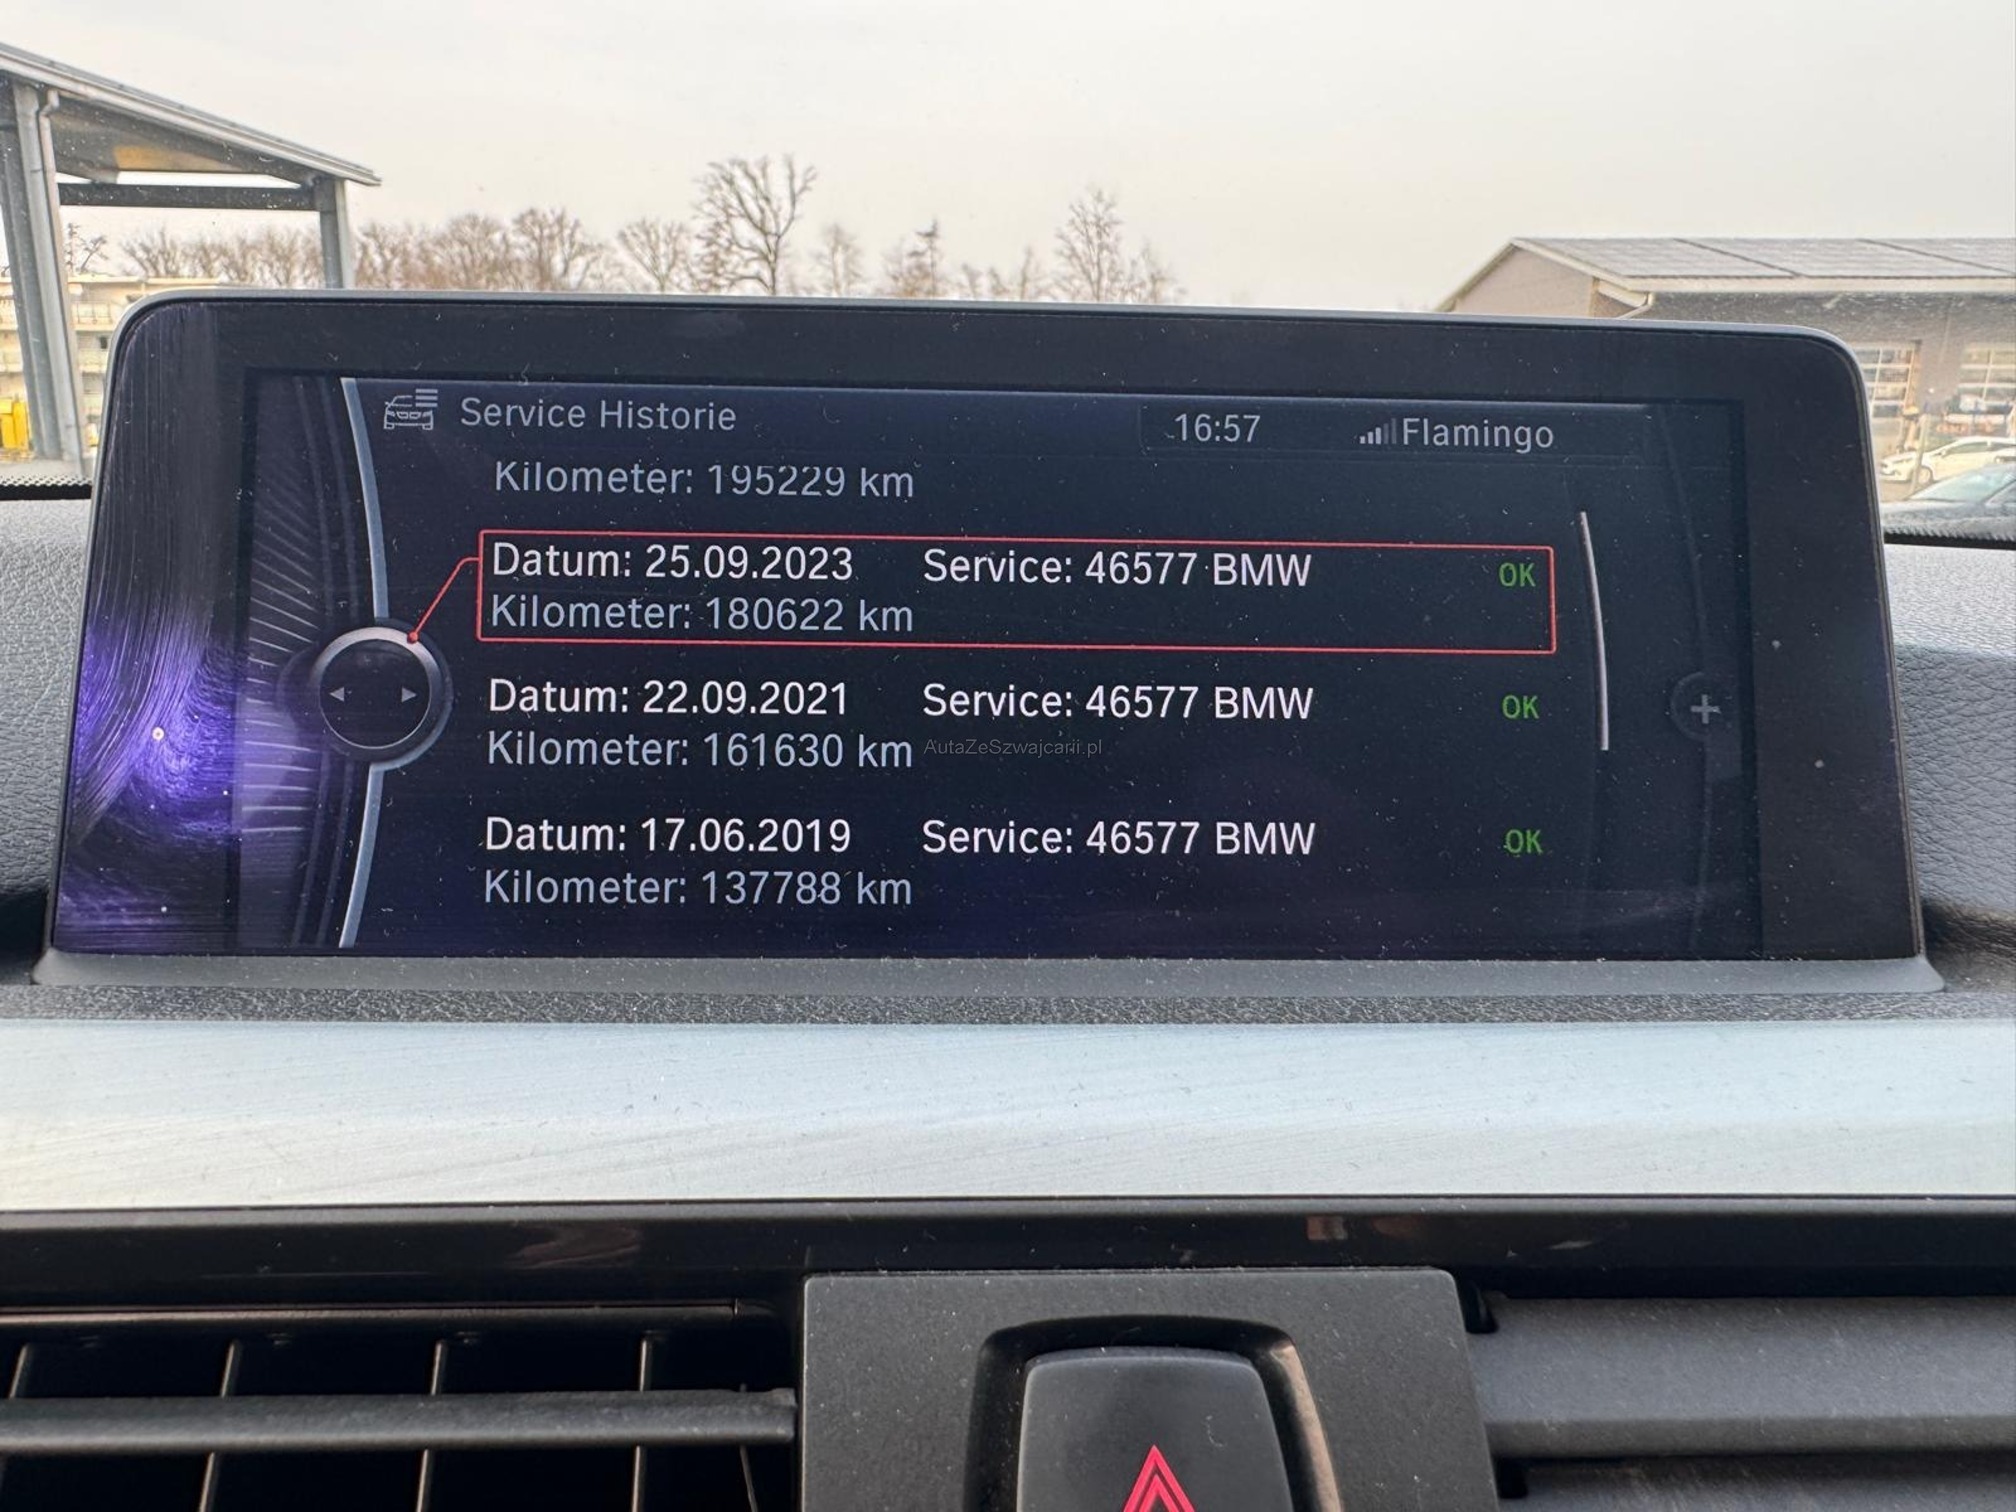 Service Historie
16:57
Flamingo
Kilometer: 195229 km
Datum: 25.09.2023 Service: 46577 BMW OK
Kilometer: 180622 km
Datum: 22.09.2021 Service: 46577 BMW OK
Kilometer: 161630 km
AutaZeSzwajcarii.pl
Datum: 17.06.2019 Service: 46577 BMW OK
Kilometer: 137788 km